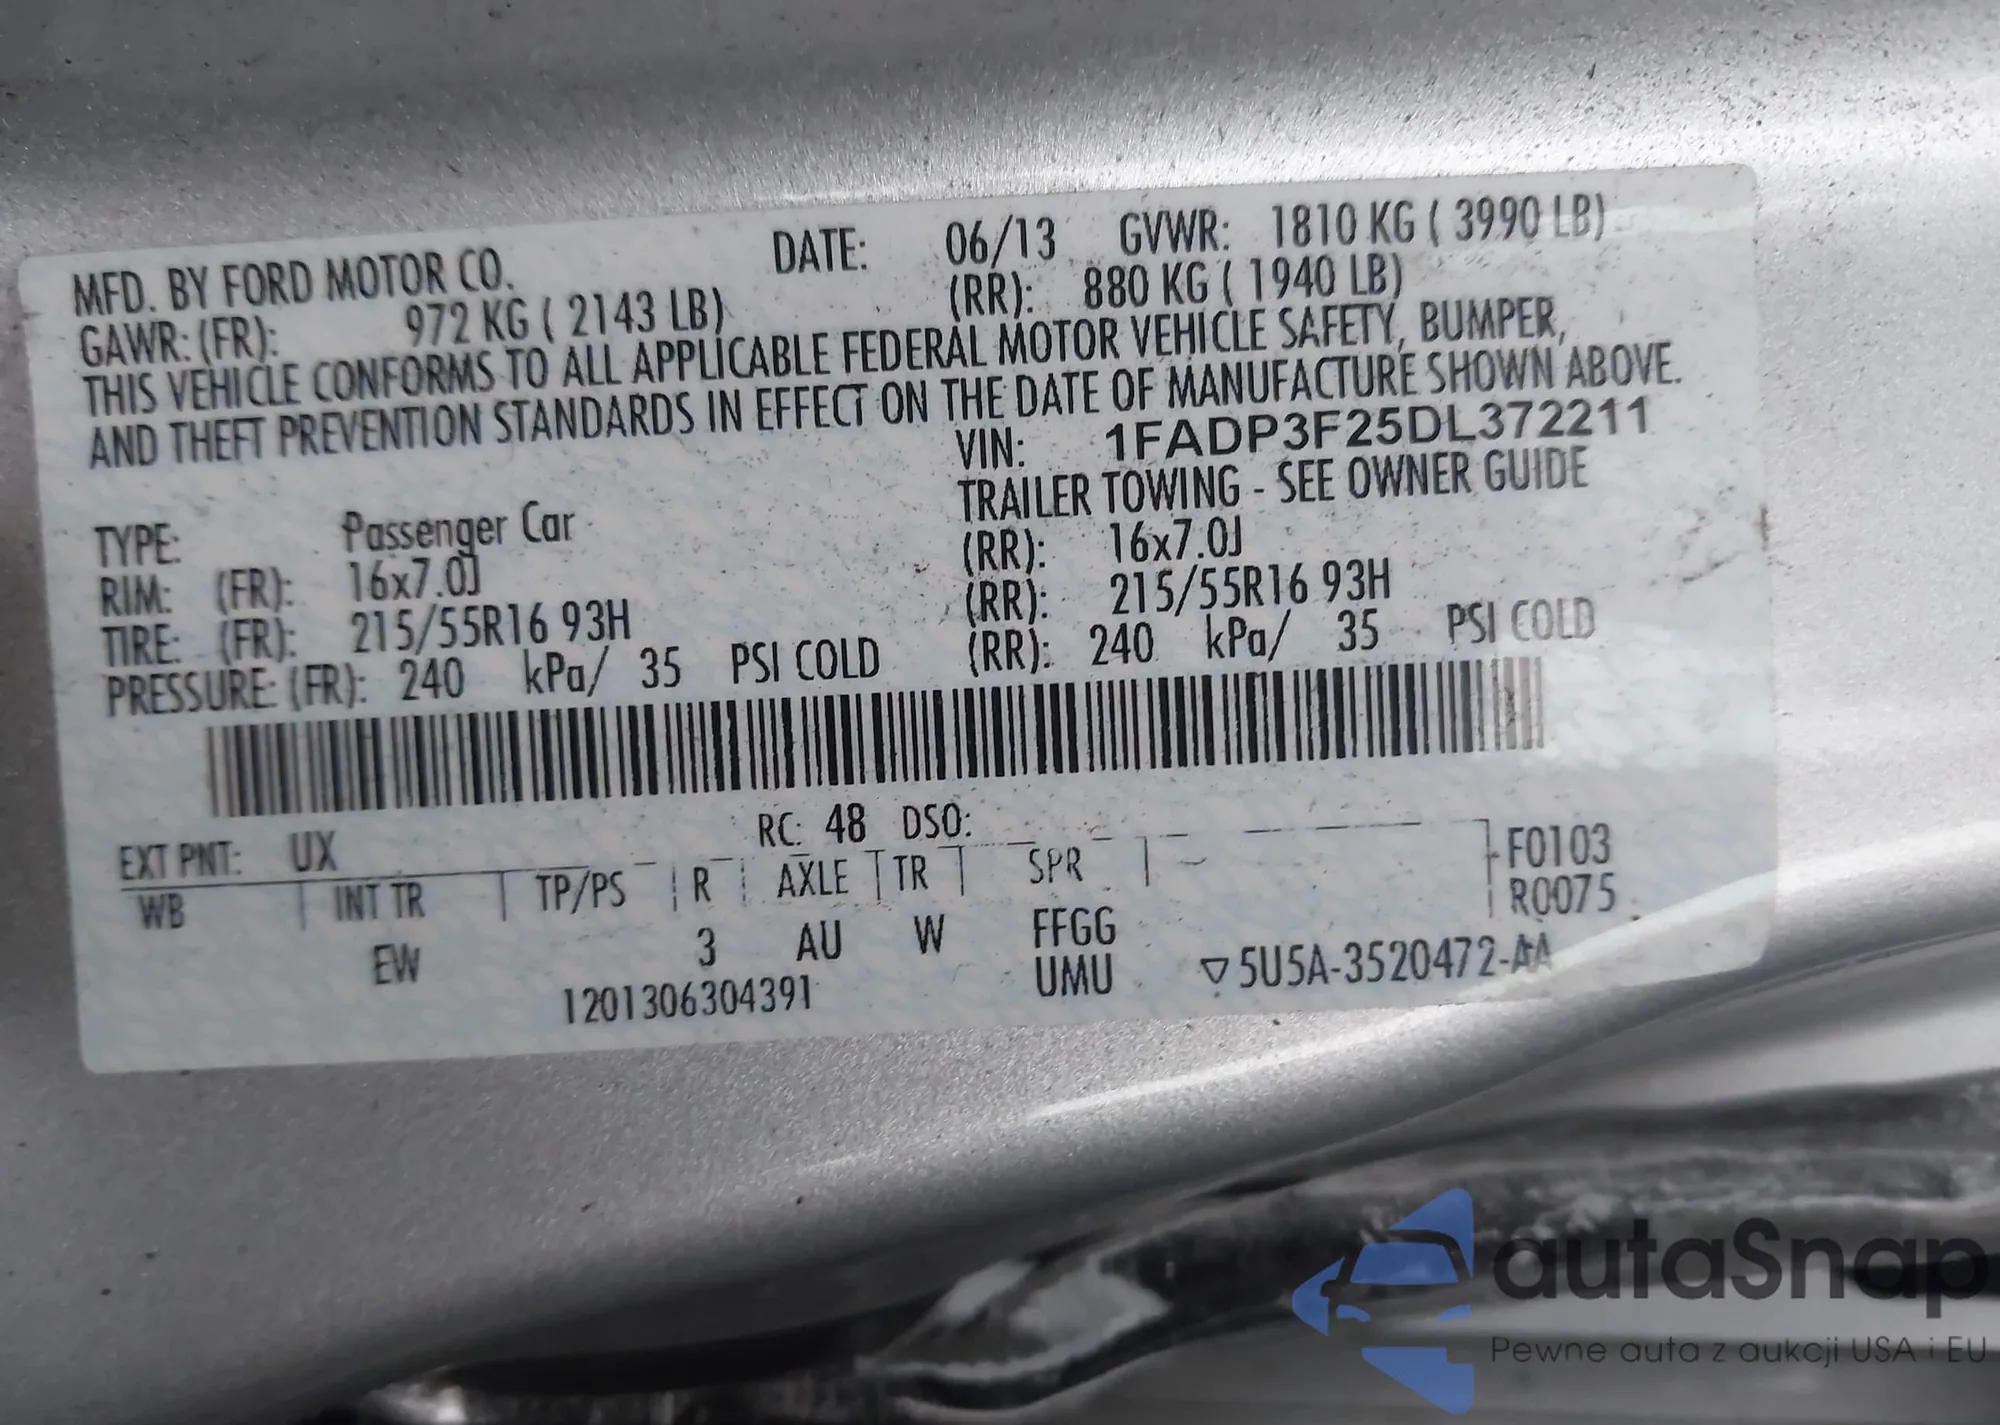 MFD. BY FORD MOTOR CO. DATE: 06/13 GVWR: 1810 KG ( 3990 LB)
GAWR: (FR): 972 KG ( 2143 LB) (RR): 880 KG ( 1940 LB)
THIS VEHICLE CONFORMS TO ALL APPLICABLE FEDERAL MOTOR VEHICLE SAFETY, BUMPER,
AND THEFT PREVENTION STANDARDS IN EFFECT ON THE DATE OF MANUFACTURE SHOWN ABOVE.
VIN: 1FADP3F25DL372211
TYPE: Passenger Car TRAILER TOWING - SEE OWNER GUIDE
RIM: (FR): 16x7.0J (RR): 16x7.0J
TIRE: (FR): 215/55R16 93H (RR): 215/55R16 93H
PRESSURE: (FR): 240 kPa/ 35 PSI COLD (RR): 240 kPa/ 35 PSI COLD
EXT PNT: UX RC: 48 DSO:
WB INT TR TP/PS R AXLE TR SPR F0103
R0075
EW 3 AU W FFGG
1201306304391 UMU ▽5U5A-3520472-AA
autaSnap
Pewne auta z aukcji USA i EU